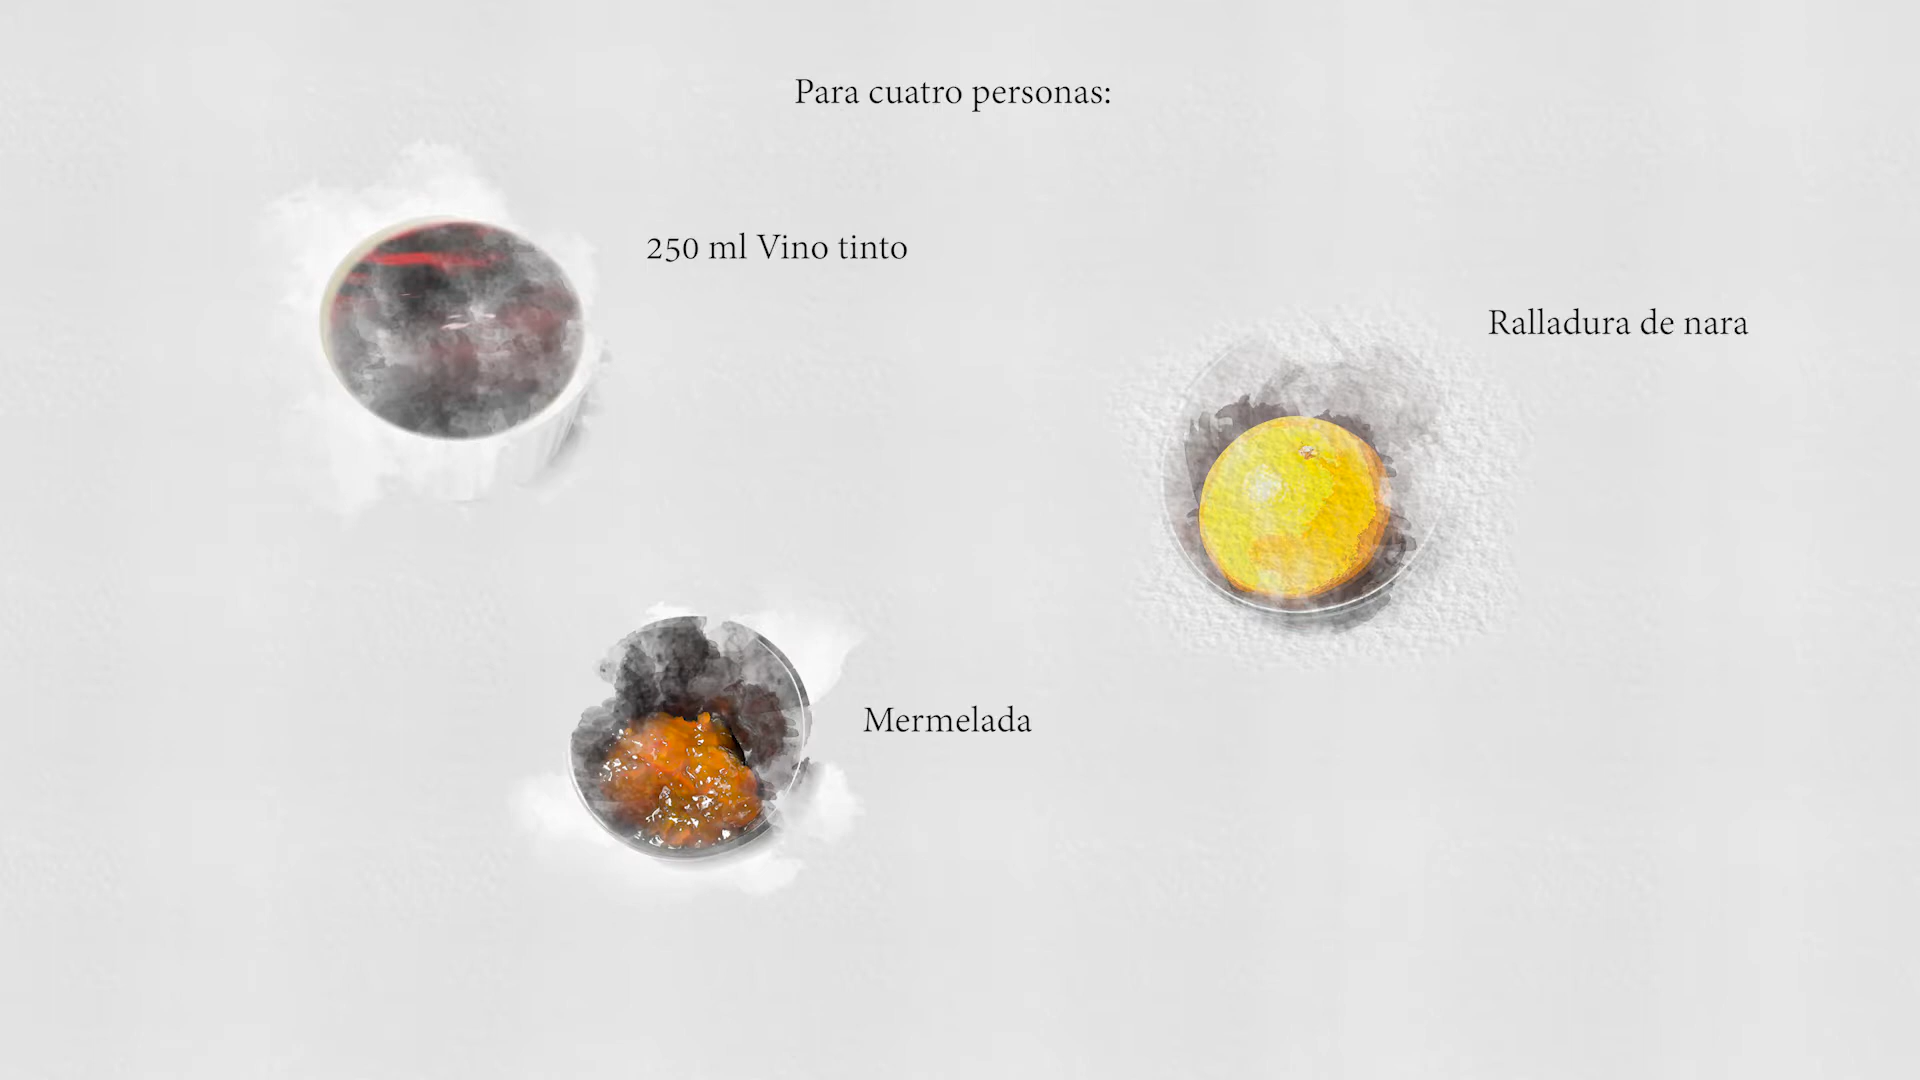 Para cuatro personas:
250 ml Vino tinto
Ralladura de nara
Mermelada